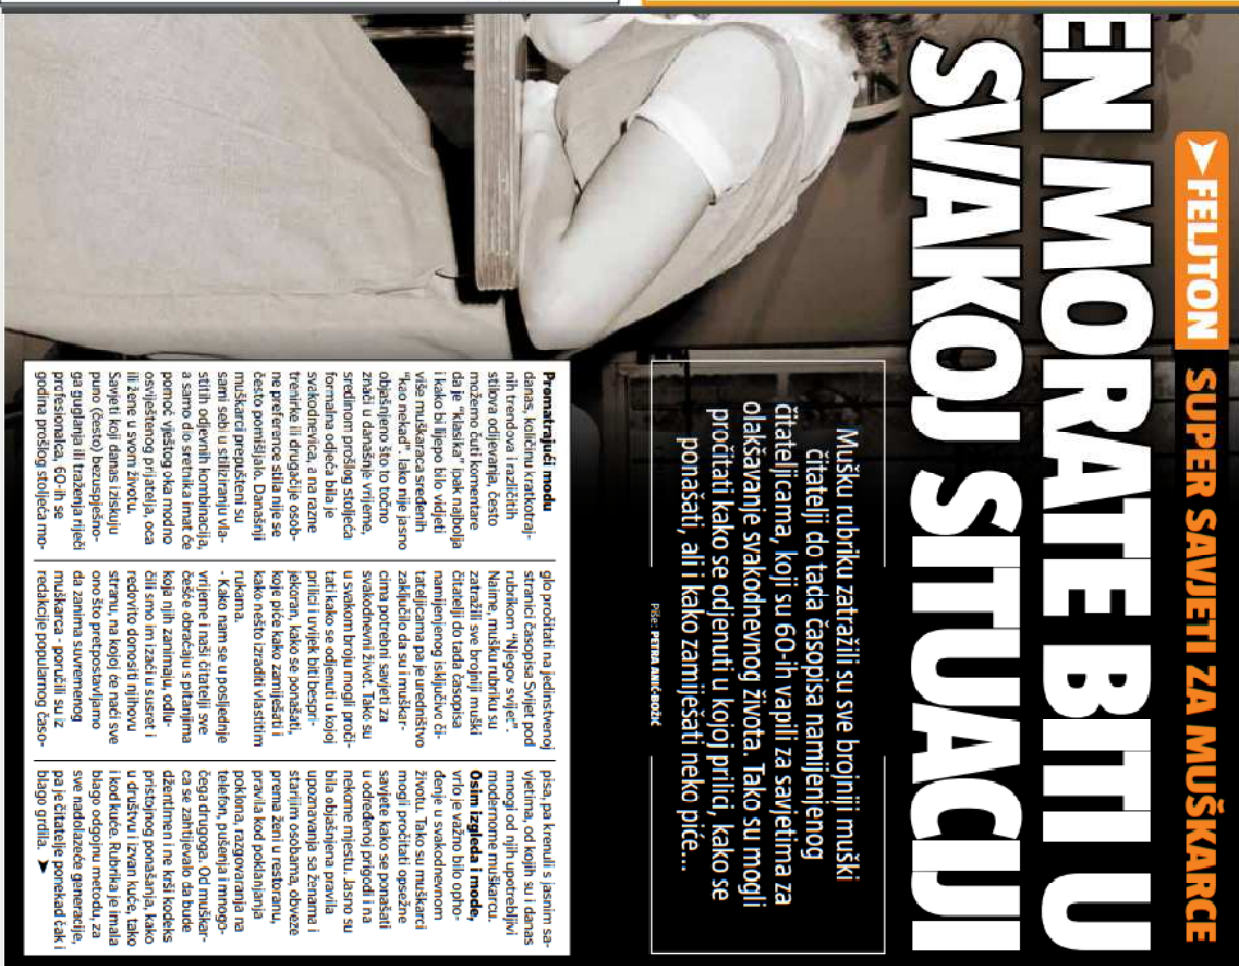 FELJTON SUPER SAVJETI ZA MUŠKARCE
EN MORATE BITI U
SVAKOJ SITUACIJI
Mušku rubriku zatražili su sve brojniji muški
čitatelji do tada časopisa namijenjenog
čitateljicama, koji su 60-ih vapili za savjetima za
olakšavanje svakodnevnog života. Tako su mogli
pročitati kako se odjenuti u kojoj prilici, kako se
ponašati, ali i kako zamiješati neko piće...
Piše: PETRA RANIĆ BOŽIĆ
Promatrajući modu
danas, količinu kratkotraj-
nih trendova i različitih
stilova odijevanja, često
možemo čuti komentare
da je "klasika" ipak najbolja
i kako bi lijepo bilo vidjeti
više muškaraca sređenih
"kao nekad". Iako nije jasno
objašnjeno što to točno
znači u današnje vrijeme,
sredinom prošlog stoljeća
formalna odjeća bila je
svakodnevica, a na razne
trenirke ili drugačije osob-
ne preference stila nije se
često pomišljalo. Današnji
muškarci prepušteni su
sami sebi u stiliziranju vla-
stitih odjevnih kombinacija,
a samo dio sretnika imat će
pomoć vještog oka modno
osviještenog prijatelja, oca
ili žene u svom životu.
Savjeti koji danas iziskuju
puno (često) bezuspješno-
ga guglanja ili traženja riječi
profesionalca, 60-ih se
godina prošlog stoljeća mo-
glo pročitati na jedinstvenoj
stranici časopisa Svijet pod
rubrikom "Njegov svijet".
Naime, mušku rubriku su
zatražili sve brojniji muški
čitatelji do tada časopisa
namijenjenog isključivo či-
tateljicama pa je uredništvo
zaključilo da su i muškar-
cima potrebni savjeti za
svakodnevni život. Tako su
u svakom broju mogli proči-
tati kako se odjenuti u kojoj
prilici i uvijek biti bespri-
jekoran, kako se ponašati,
koje piće kako zamiješati i
kako nešto izraditi vlastitim
rukama.
- Kako nam se u posljednje
vrijeme i naši čitatelji sve
češće obraćaju s pitanjima
koja njih zanimaju, odlu-
čili smo im izaći u susret i
redovito donositi njihovu
stranu, na kojoj će naći sve
ono što pretpostavljamo
da zanima suvremenog
muškarca - poručili su iz
redakcije popularnog časo-
pisa, pa krenuli s jasnim sa-
vjetima, od kojih su i danas
mnogi od njih upotrebljivi
modernome muškarcu.
Osim izgleda i mode,
vrlo je važno bilo opho-
đenje u svakodnevnom
životu. Tako su muškarci
mogli pročitati opsežne
savjete kako se ponašati
u određenoj prigodi i na
nekome mjestu. Jasno su
bila objašnjena pravila
upoznavanja sa ženama i
starijim osobama, obveze
prema ženi u restoranu,
pravila kod poklanjanja
poklona, razgovaranja na
telefon, pušenja i mnogo-
čega drugoga. Od muškar-
ca se zahtijevalo da bude
džentlmen i ne krši kodeks
pristojnog ponašanja, kako
u društvu i izvan kuće, tako
i kod kuće. Rubrika je imala
blago odgojnu metodu, za
sve nadolazeće generacije,
pa je čitatelje ponekad čak i
blago grdila.